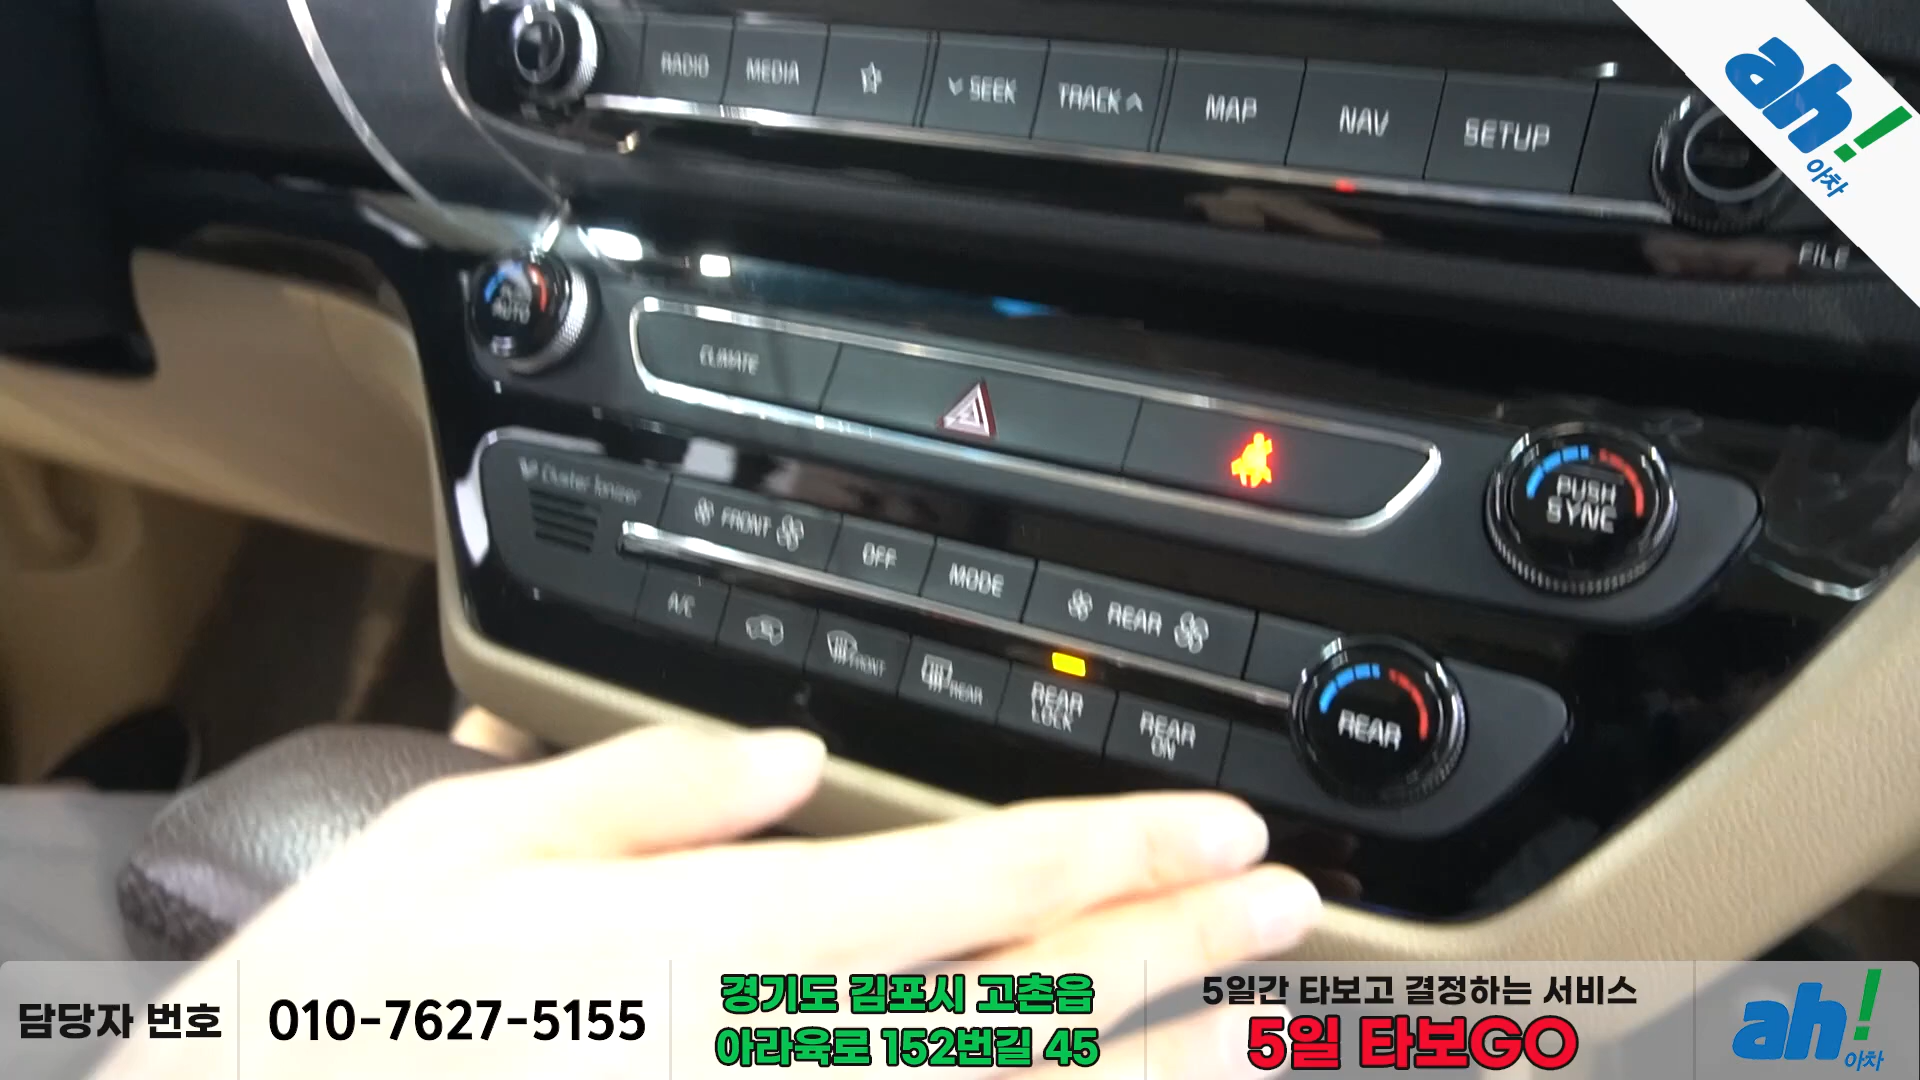 RADIO
MEDIA
SEEK
TRACK
MAP
NAV
SETUP
FILE
ah!
아차
AUTO
CLIMATE
PUSH
SYNC
Cluster Ionizer
FRONT
OFF
MODE
REAR
A/C
FRONT
REAR
REAR
LOCK
REAR
ON
REAR
담당자 번호
010-7627-5155
경기도 김포시 고촌읍
아라육로 152번길 45
5일간 타보고 결정하는 서비스
5일 타보GO
ah!
아차